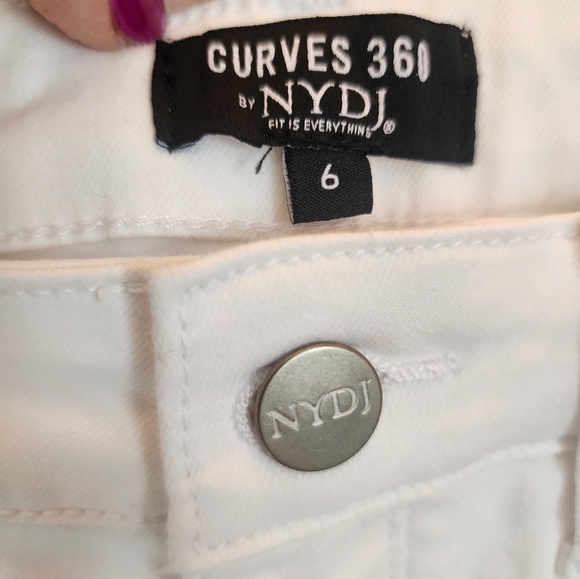 CURVES 360
BY NYDJ
FIT IS EVERYTHING®
6
NYDJ